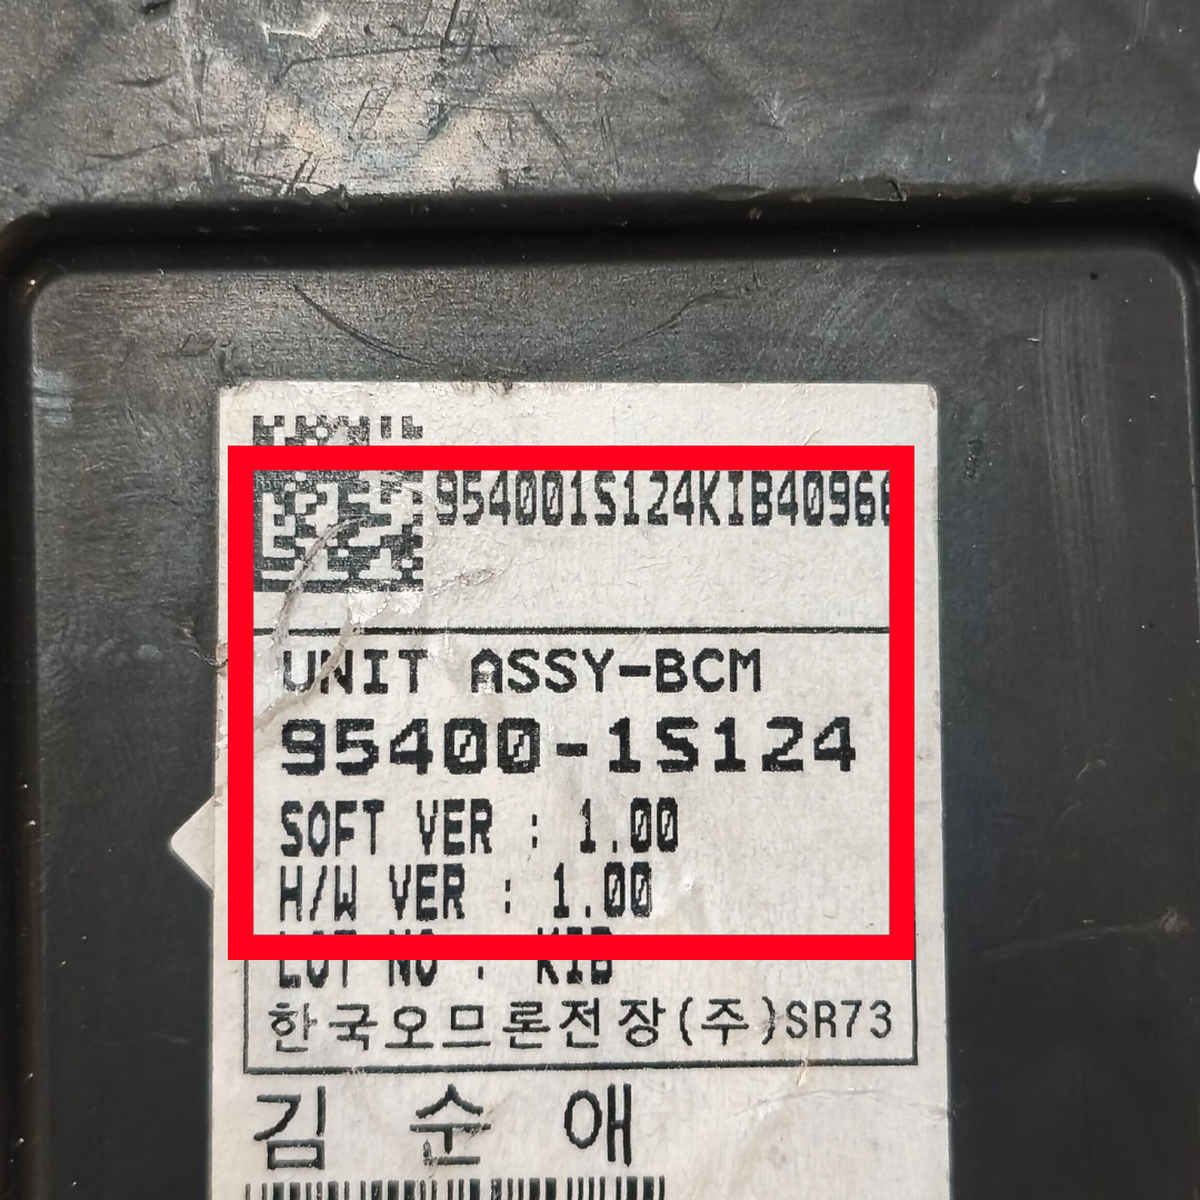 954001S124KIB4096
UNIT ASSY-BCM
95400-1S124
SOFT VER : 1.00
H/W VER : 1.00
LOT NO : KIB
한국오므론전장(주)SR73
김 순 애